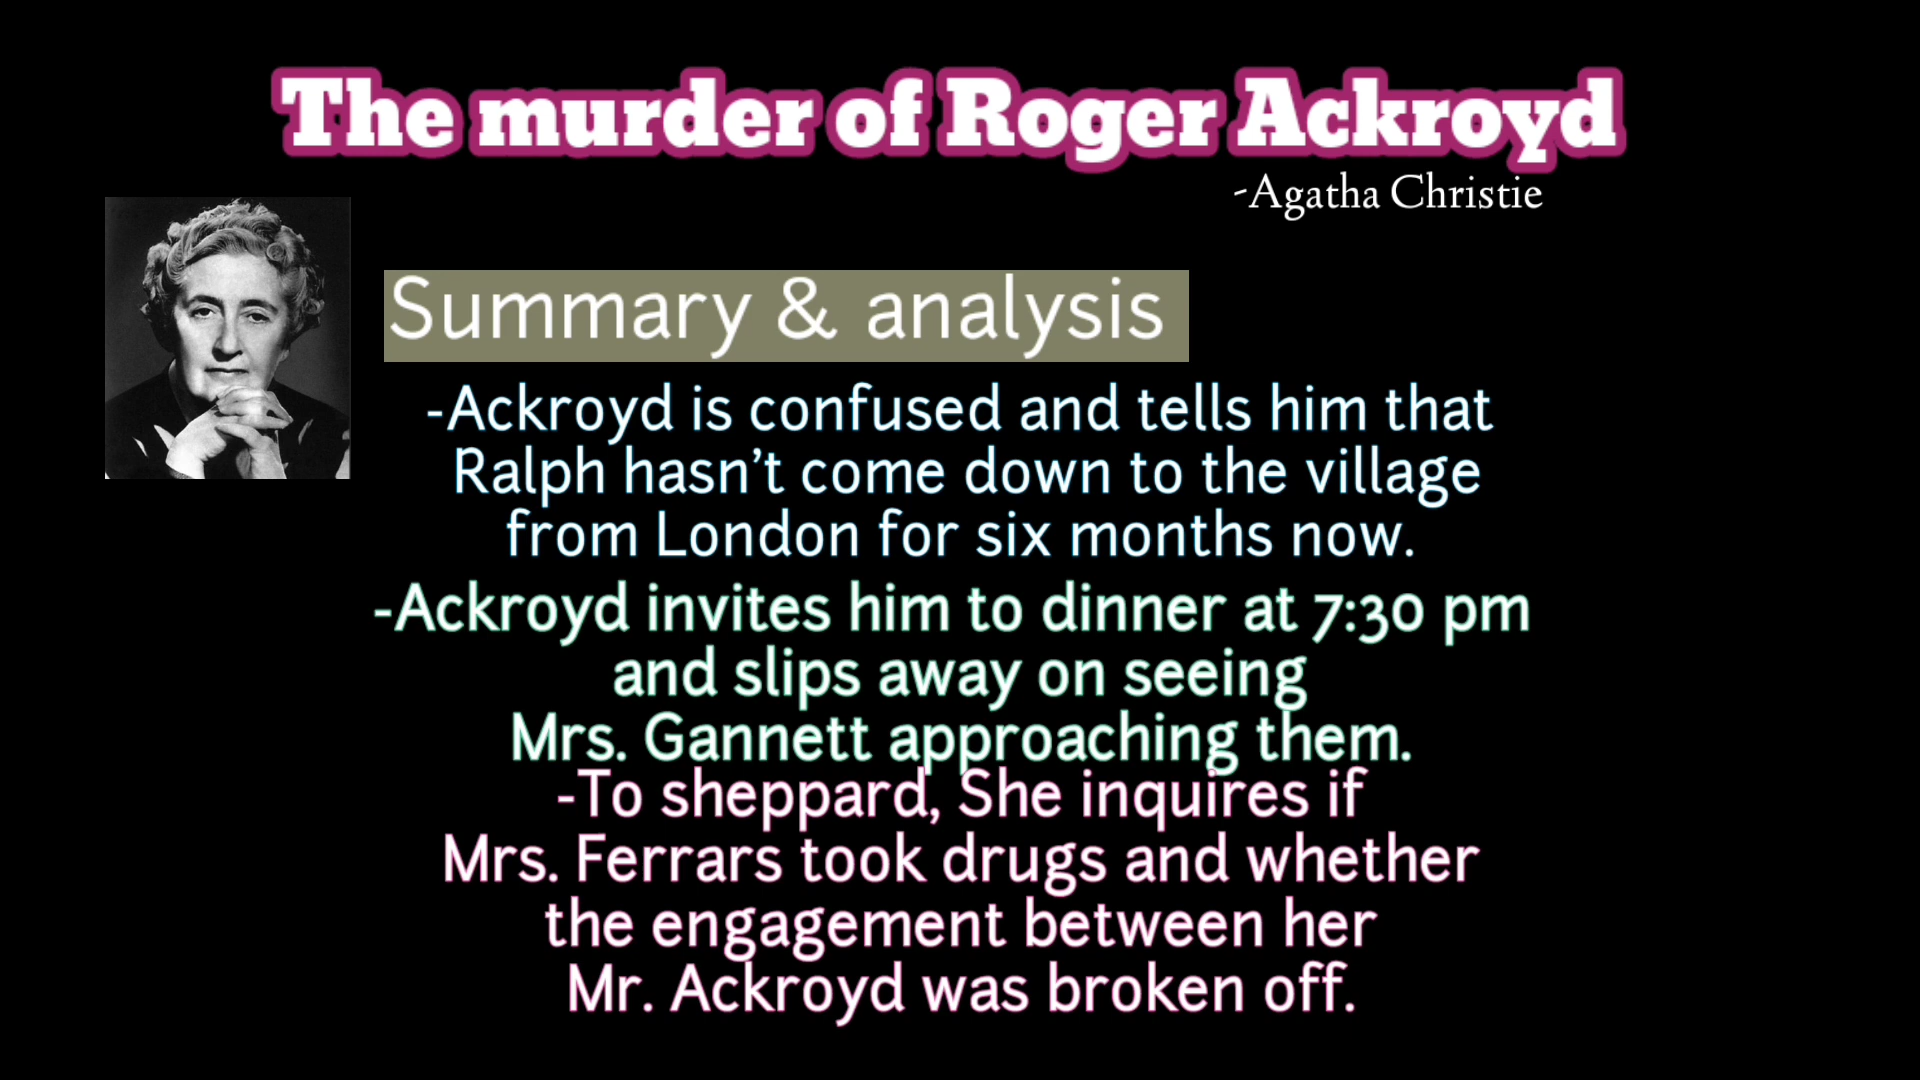 The murder of Roger Ackroyd
-Agatha Christie
Summary & analysis
-Ackroyd is confused and tells him that
Ralph hasn’t come down to the village
from London for six months now.
-Ackroyd invites him to dinner at 7:30 pm
and slips away on seeing
Mrs. Gannett approaching them.
-To sheppard, She inquires if
Mrs. Ferrars took drugs and whether
the engagement between her
Mr. Ackroyd was broken off.